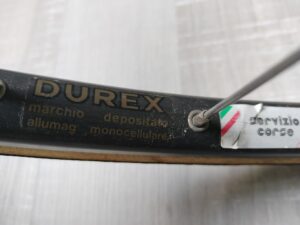 DUREX
marchio depositato
allumag monocellulare
servizio
corse